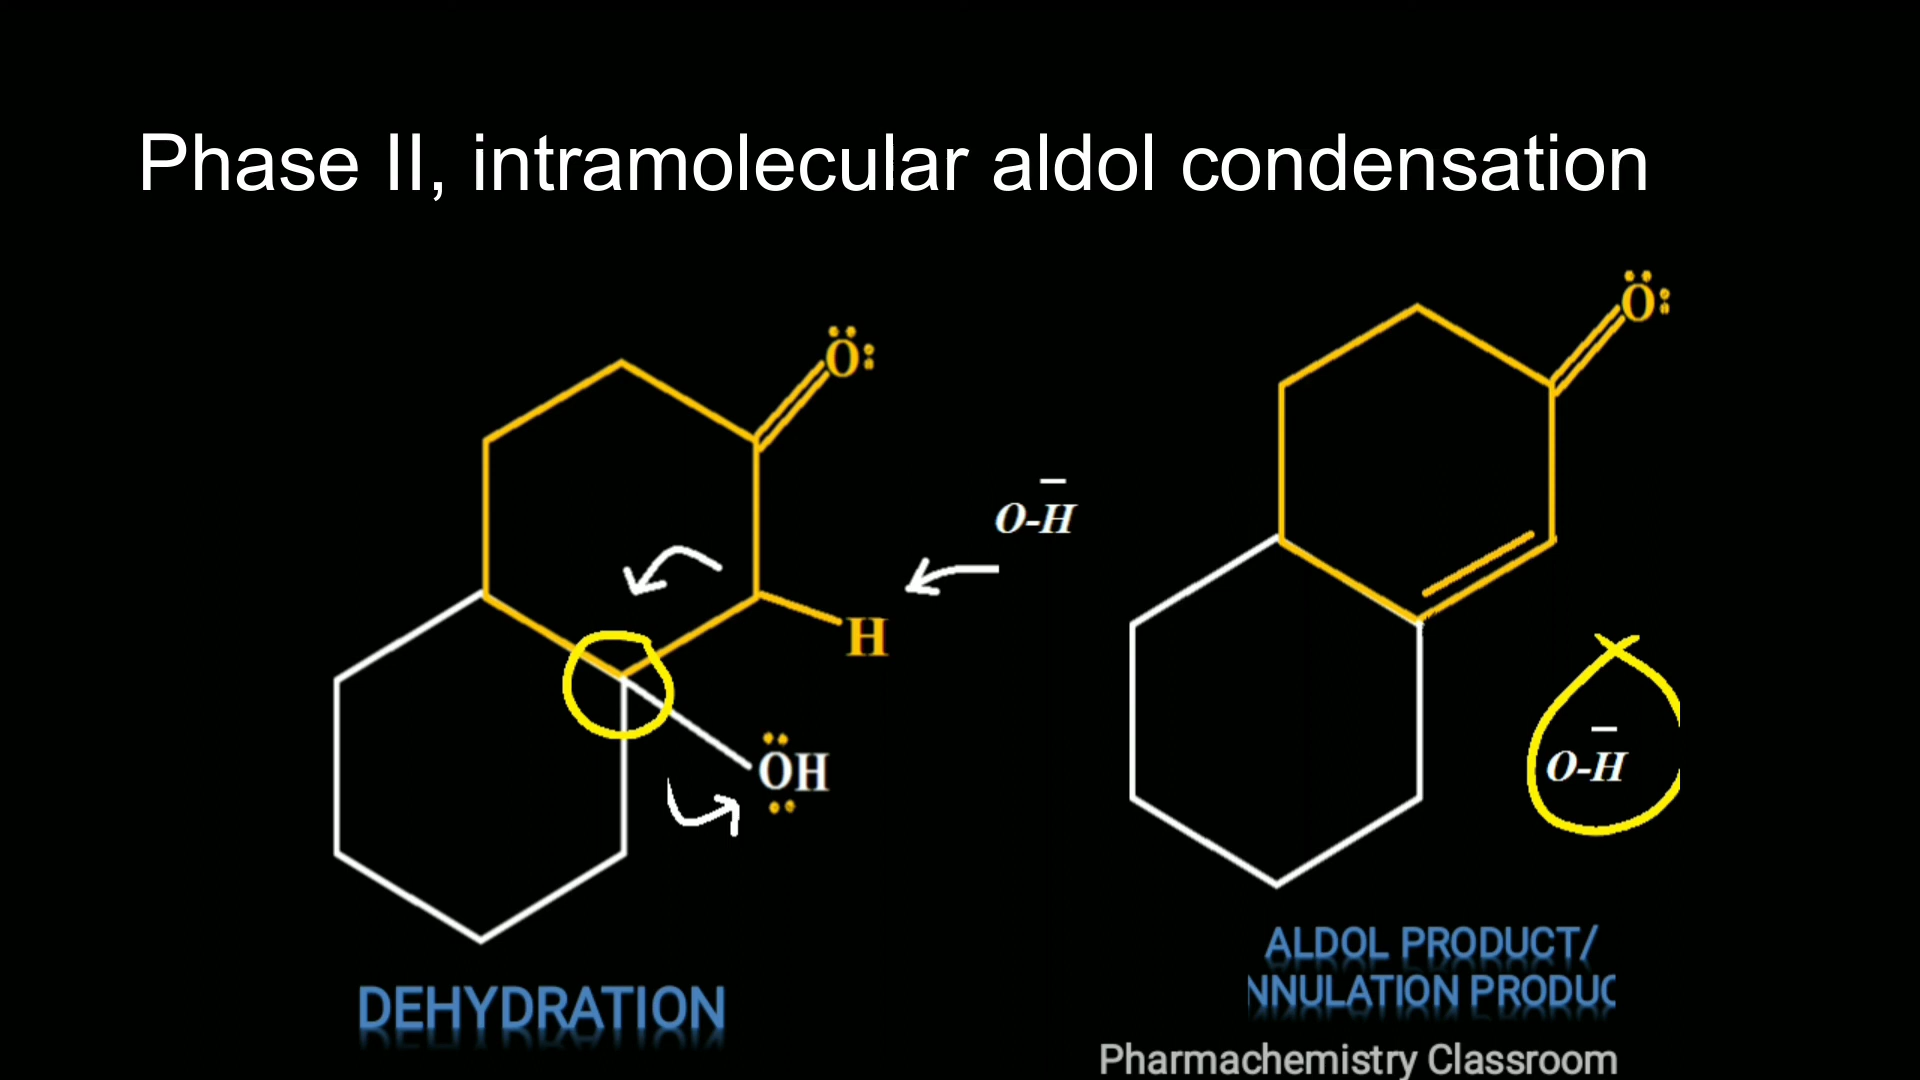 Phase II, intramolecular aldol condensation
Ö:
Ö:
O-H
H
ÖH
O-H
ALDOL PRODUCT/
NNULATION PRODUC
DEHYDRATION
Pharmachemistry Classroom